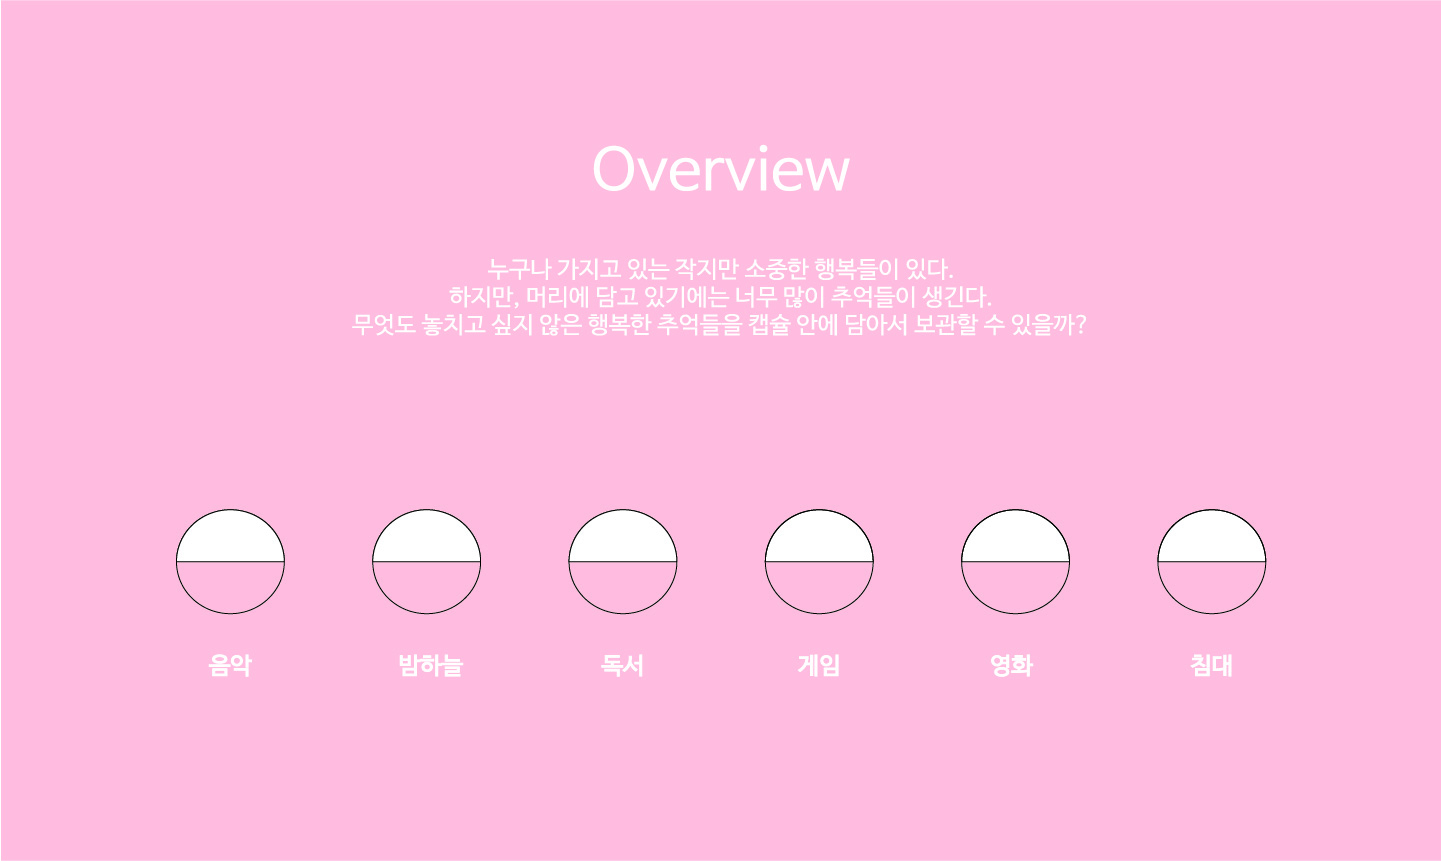 Overview
누구나 가지고 있는 작지만 소중한 행복들이 있다.
하지만, 머리에 담고 있기에는 너무 많이 추억들이 생긴다.
무엇도 놓치고 싶지 않은 행복한 추억들을 캡슐 안에 담아서 보관할 수 있을까?
음악
밤하늘
독서
게임
영화
침대